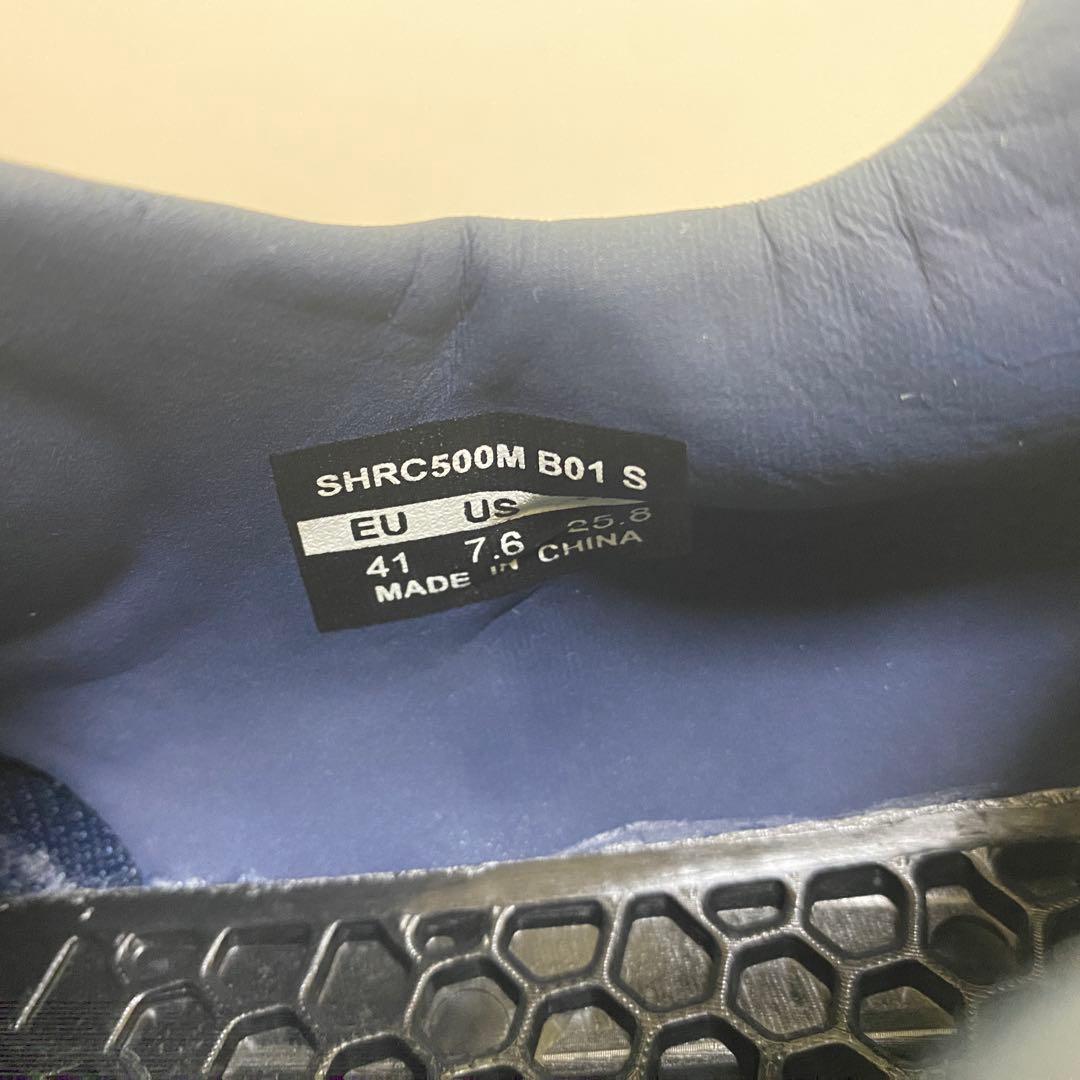 SHRC500M B01 S
EU US
41 7.6 25.8
MADE IN CHINA